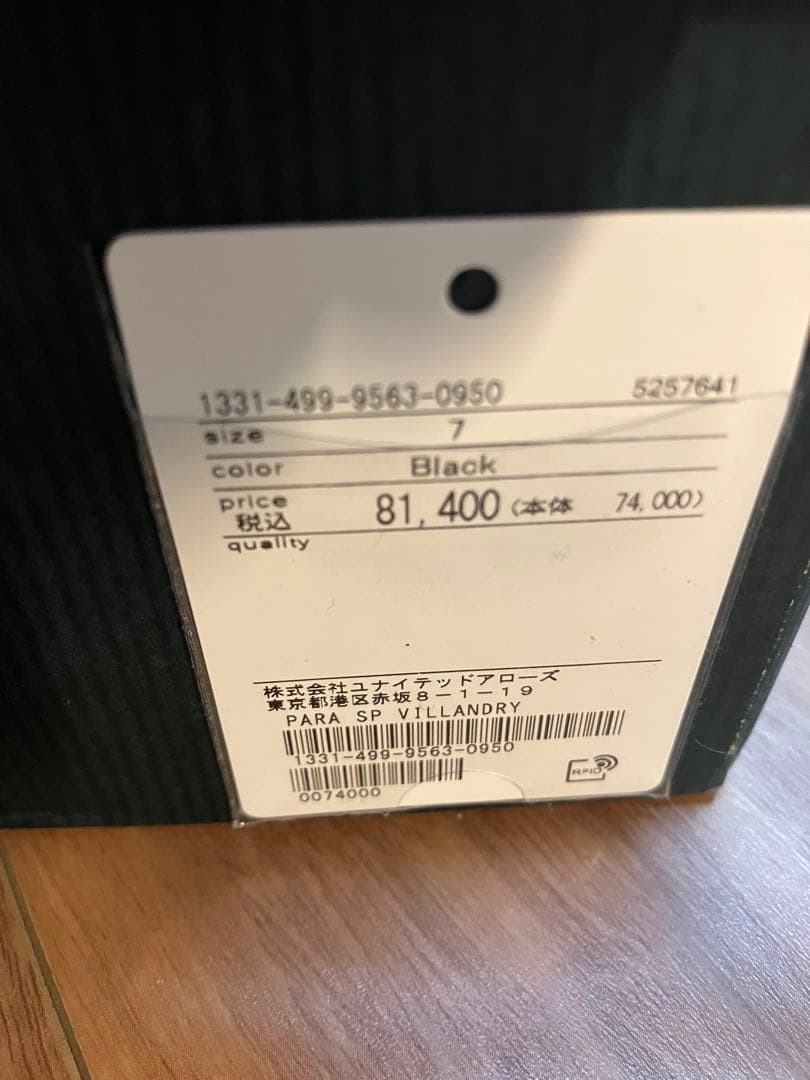 1331-499-9563-0950 5257641
size 7
color Black
price 税込 81,400 (本体 74,000)
quality
株式会社ユナイテッドアローズ
東京都港区赤坂8-1-19
PARA SP VILLANDRY
1331-499-9563-0950
0074000
RFID